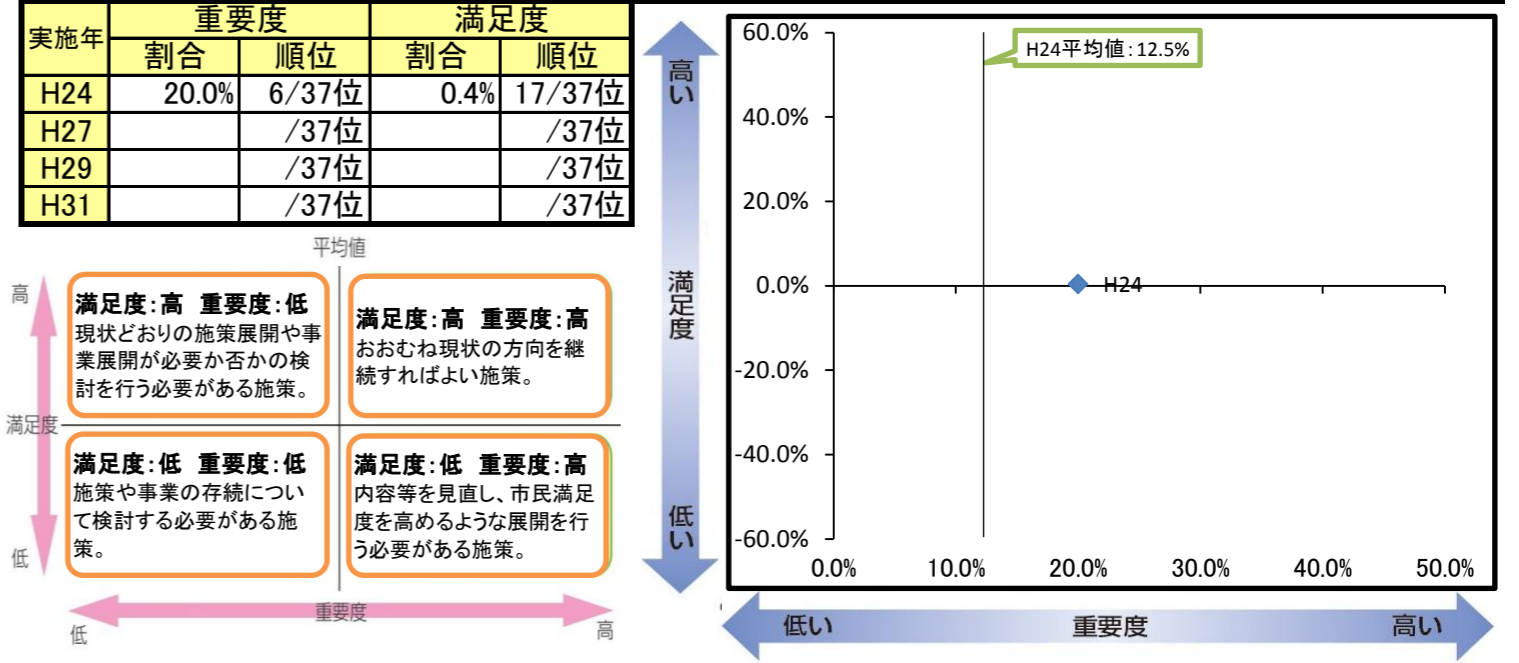 実施年 重要度 満足度
割合 順位 割合 順位
H24 20.0% 6/37位 0.4% 17/37位
H27 /37位 /37位
H29 /37位 /37位
H31 /37位 /37位
平均値
高
満足度
低
満足度:高 重要度:低
現状どおりの施策展開や事
業展開が必要か否かの検
討を行う必要がある施策。
満足度:高 重要度:高
おおむね現状の方向を継
続すればよい施策。
満足度:低 重要度:低
施策や事業の存続につい
て検討する必要がある施
策。
満足度:低 重要度:高
内容等を見直し、市民満足
度を高めるような展開を行
う必要がある施策。
低 重要度 高
高い
満足度
低い
H24平均値:12.5%
60.0%
40.0%
20.0%
0.0%
-20.0%
-40.0%
-60.0%
H24
0.0% 10.0% 20.0% 30.0% 40.0% 50.0%
低い 重要度 高い